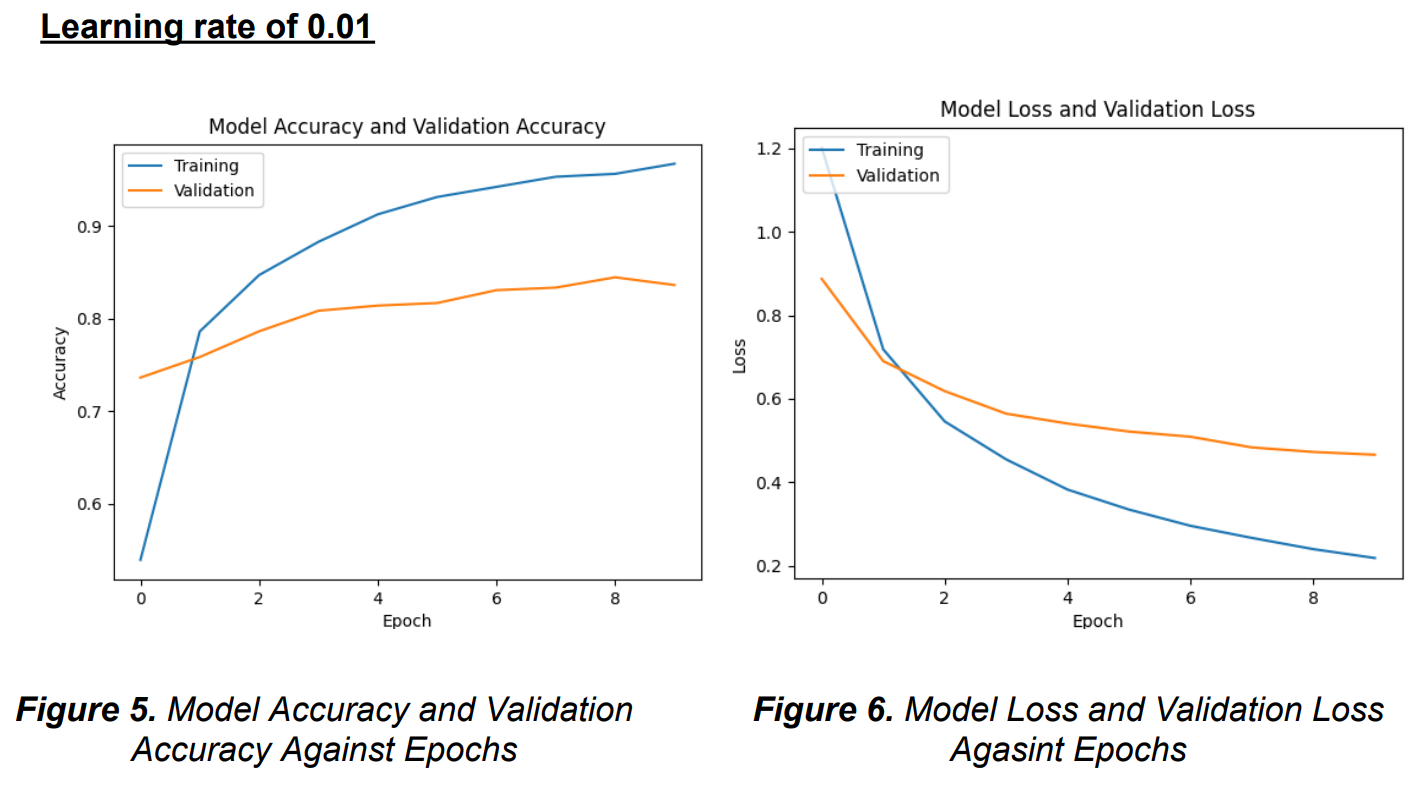 Learning rate of 0.01
Model Accuracy and Validation Accuracy
Training
Validation
0.9
0.8
0.7
0.6
Accuracy
0
2
4
6
8
Epoch
Figure 5. Model Accuracy and Validation
Accuracy Against Epochs
Model Loss and Validation Loss
Training
Validation
1.2
1.0
0.8
0.6
0.4
0.2
Loss
0
2
4
6
8
Epoch
Figure 6. Model Loss and Validation Loss
Agasint Epochs